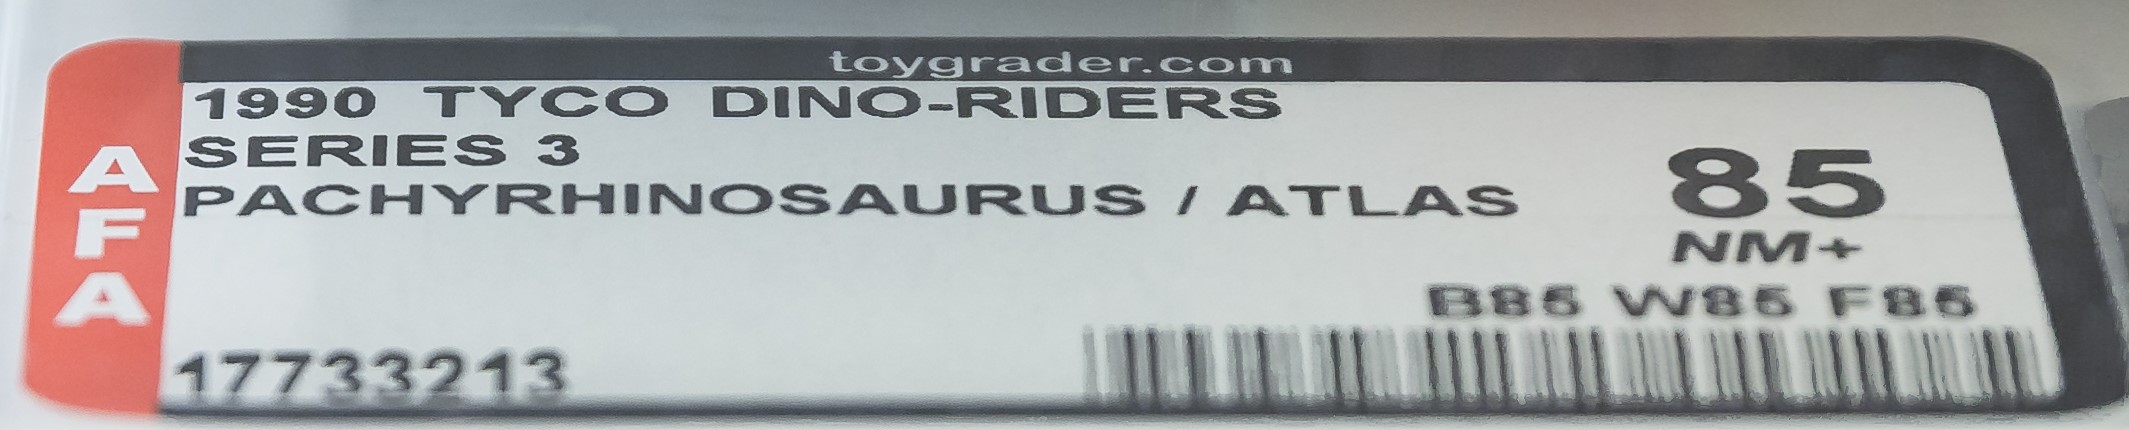 toygrader.com
1990 TYCO DINO-RIDERS
SERIES 3
PACHYRHINOSAURUS / ATLAS
85
NM+
B85 W85 F85
17733213
AFA